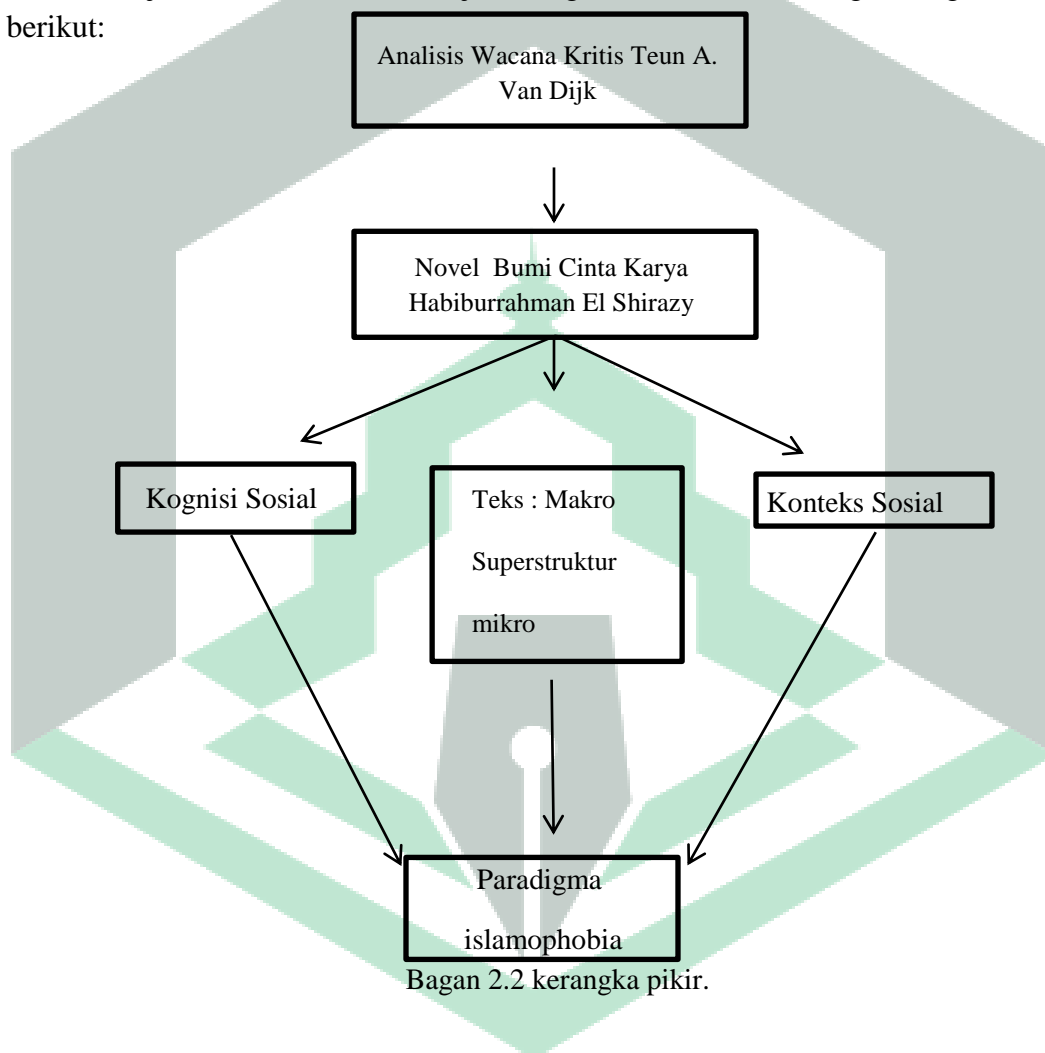 berikut:
Analisis Wacana Kritis Teun A.
Van Dijk
Novel Bumi Cinta Karya
Habiburrahman El Shirazy
Kognisi Sosial
Teks : Makro
Superstruktur
mikro
Konteks Sosial
Paradigma
islamophobia
Bagan 2.2 kerangka pikir.